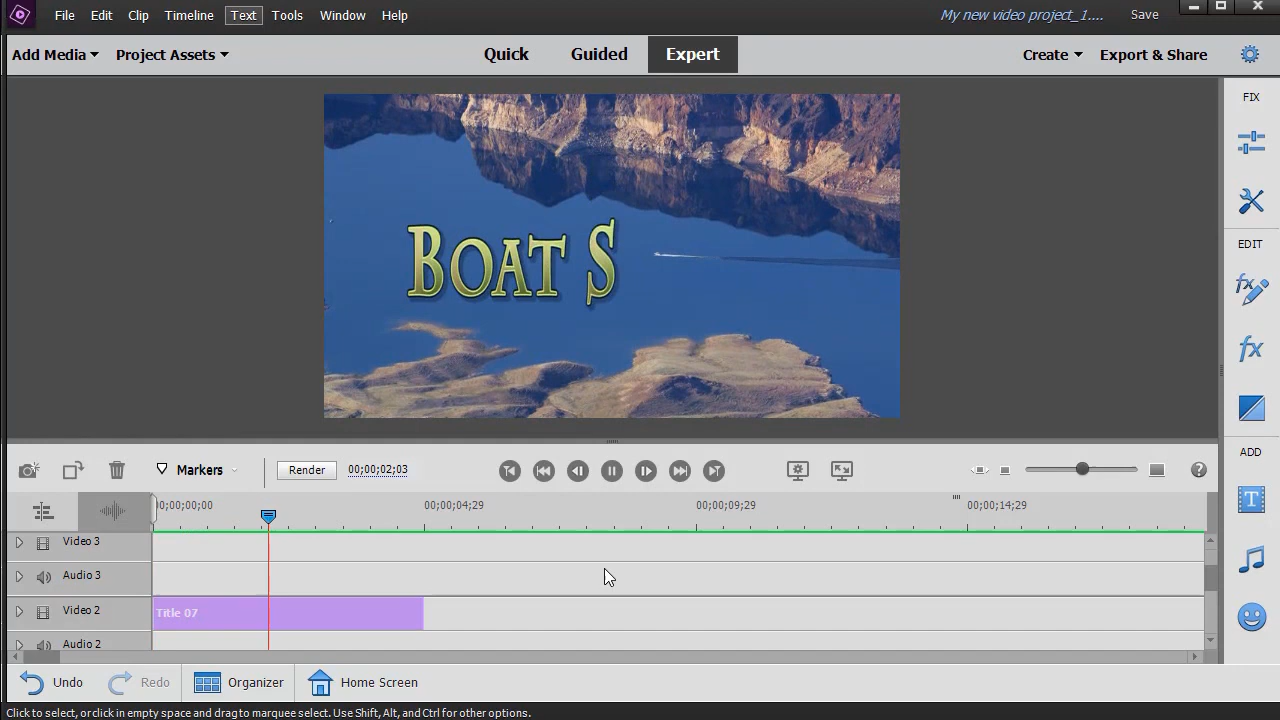 File Edit Clip Timeline Text Tools Window Help
My new video project_1.... Save
Add Media Project Assets Quick Guided Expert Create Export & Share
FIX
BOAT S
EDIT
ADD
Markers Render 00;00;02;03
00;00;00;00 00;00;04;29 00;00;09;29 00;00;14;29
Video 3
Audio 3
Video 2 Title 07
Audio 2
Undo Redo Organizer Home Screen
Click to select, or click in empty space and drag to marquee select. Use Shift, Alt, and Ctrl for other options.